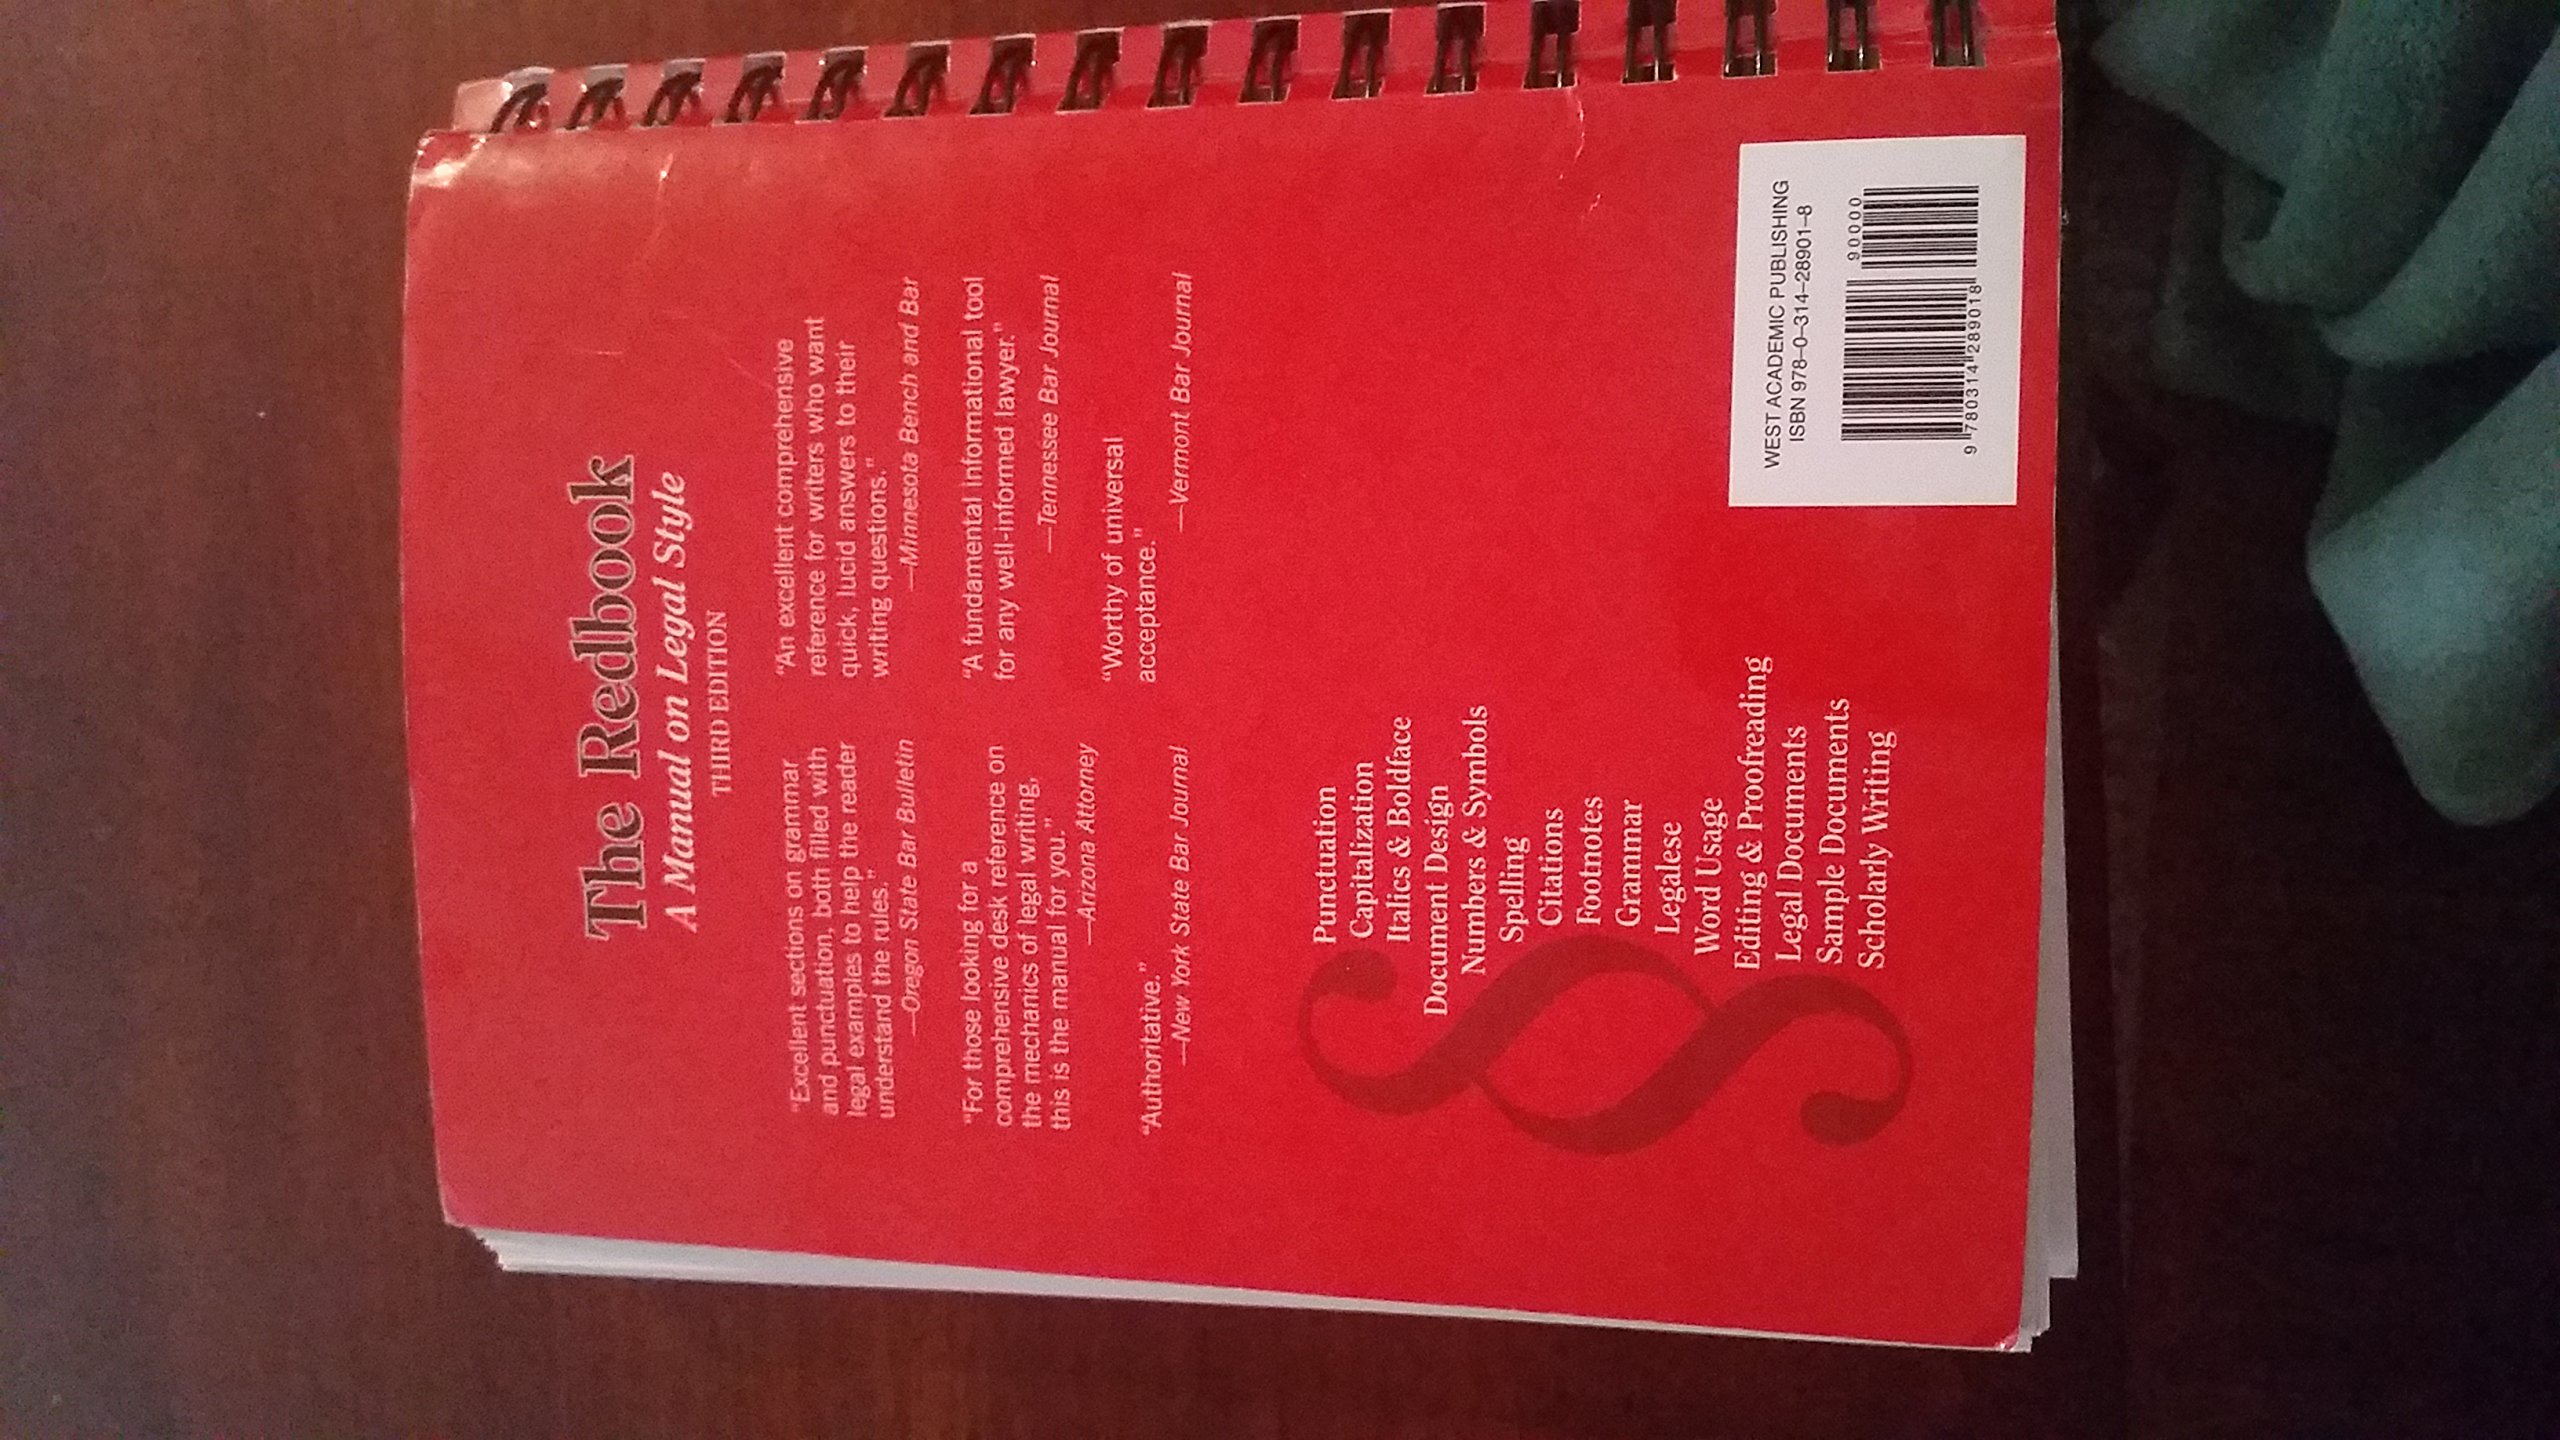 The Redbook
A Manual on Legal Style
THIRD EDITION
“Excellent sections on grammar
and punctuation, both filled with
legal examples to help the reader
understand the rules.”
—Oregon State Bar Bulletin
“For those looking for a
comprehensive desk reference on
the mechanics of legal writing,
this is the manual for you.”
—Arizona Attorney
“Authoritative.”
—New York State Bar Journal
“An excellent comprehensive
reference for writers who want
quick, lucid answers to their
writing questions.”
—Minnesota Bench and Bar
“A fundamental informational tool
for any well-informed lawyer.”
—Tennessee Bar Journal
“Worthy of universal
acceptance.”
—Vermont Bar Journal
§
Punctuation
Capitalization
Italics & Boldface
Document Design
Numbers & Symbols
Spelling
Citations
Footnotes
Grammar
Legalese
Word Usage
Editing & Proofreading
Legal Documents
Sample Documents
Scholarly Writing
WEST ACADEMIC PUBLISHING
ISBN 978–0–314–28901–8
90000
9 780314 289018